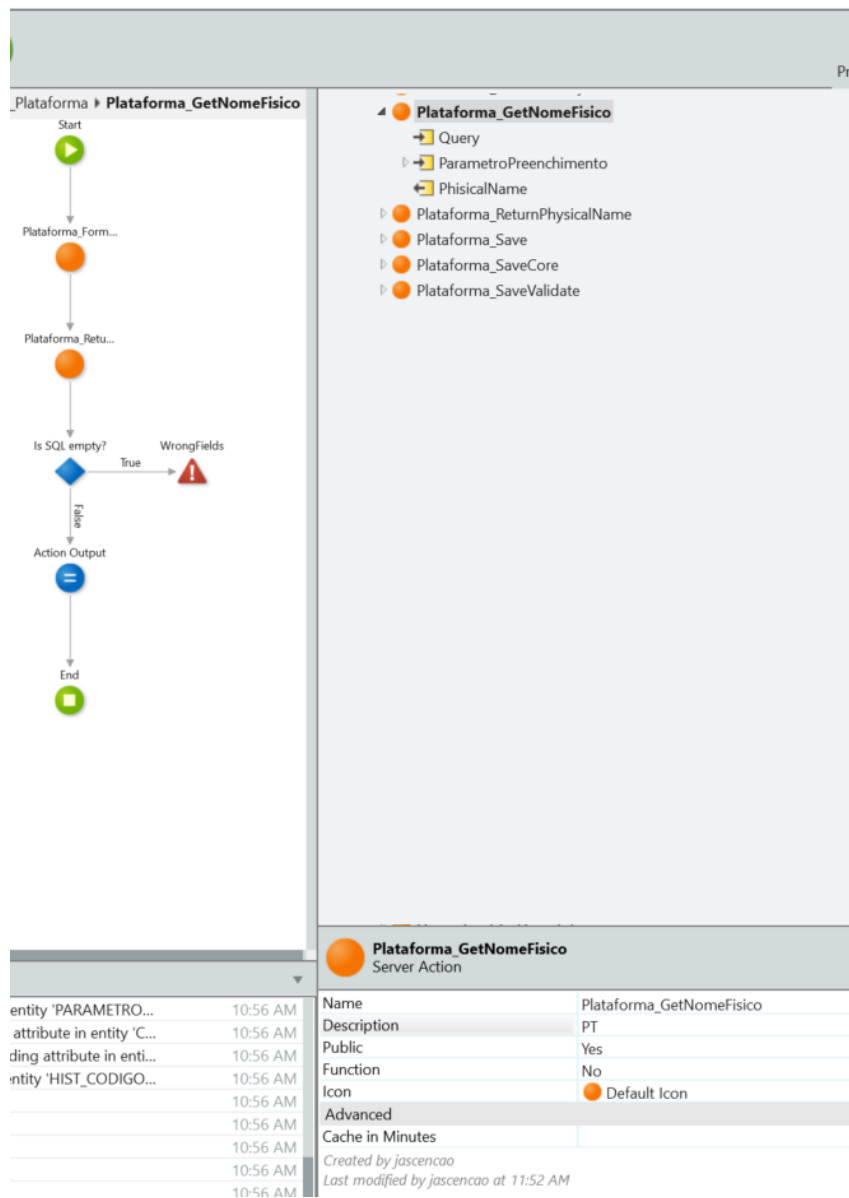 Pr
_Plataforma Plataforma_GetNomeFisico
Start
Plataforma_Form...
Plataforma_Retu...
Is SQL empty?
WrongFields
True
False
Action Output
End
Plataforma_GetNomeFisico
Query
ParametroPreenchimento
PhisicalName
Plataforma_ReturnPhysicalName
Plataforma_Save
Plataforma_SaveCore
Plataforma_SaveValidate
entity 'PARAMETRO... 10:56 AM
attribute in entity 'C... 10:56 AM
ding attribute in enti... 10:56 AM
entity 'HIST_CODIGO... 10:56 AM
10:56 AM
10:56 AM
10:56 AM
10:56 AM
10:56 AM
Plataforma_GetNomeFisico
Server Action
Name Plataforma_GetNomeFisico
Description PT
Public Yes
Function No
Icon Default Icon
Advanced
Cache in Minutes
Created by jascencao
Last modified by jascencao at 11:52 AM